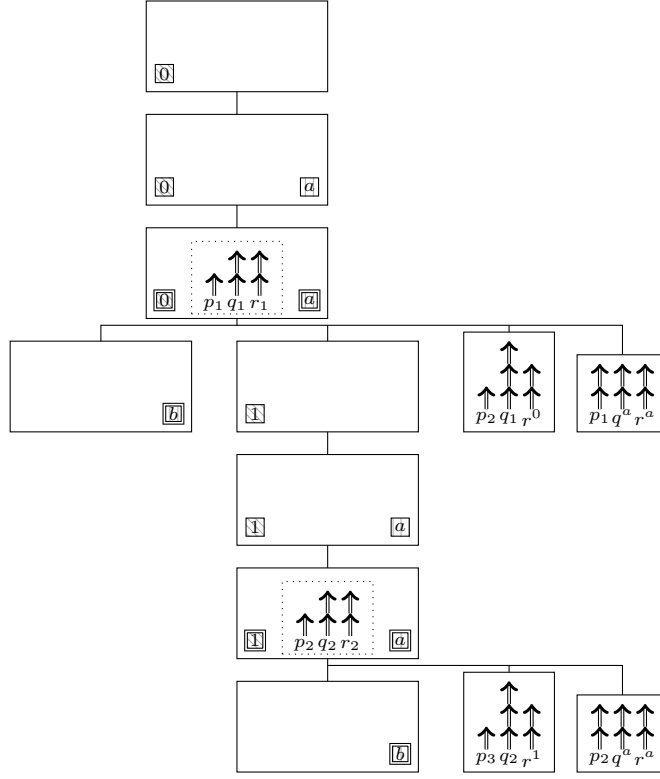 0
0 a
0 p₁ q₁ r₁ a
b 1 p₂ q₁ r⁰ p₁ qᵃ rᵃ
1 a
1 p₂ q₂ r₂ a
b p₃ q₂ r¹ p₂ qᵃ rᵃ